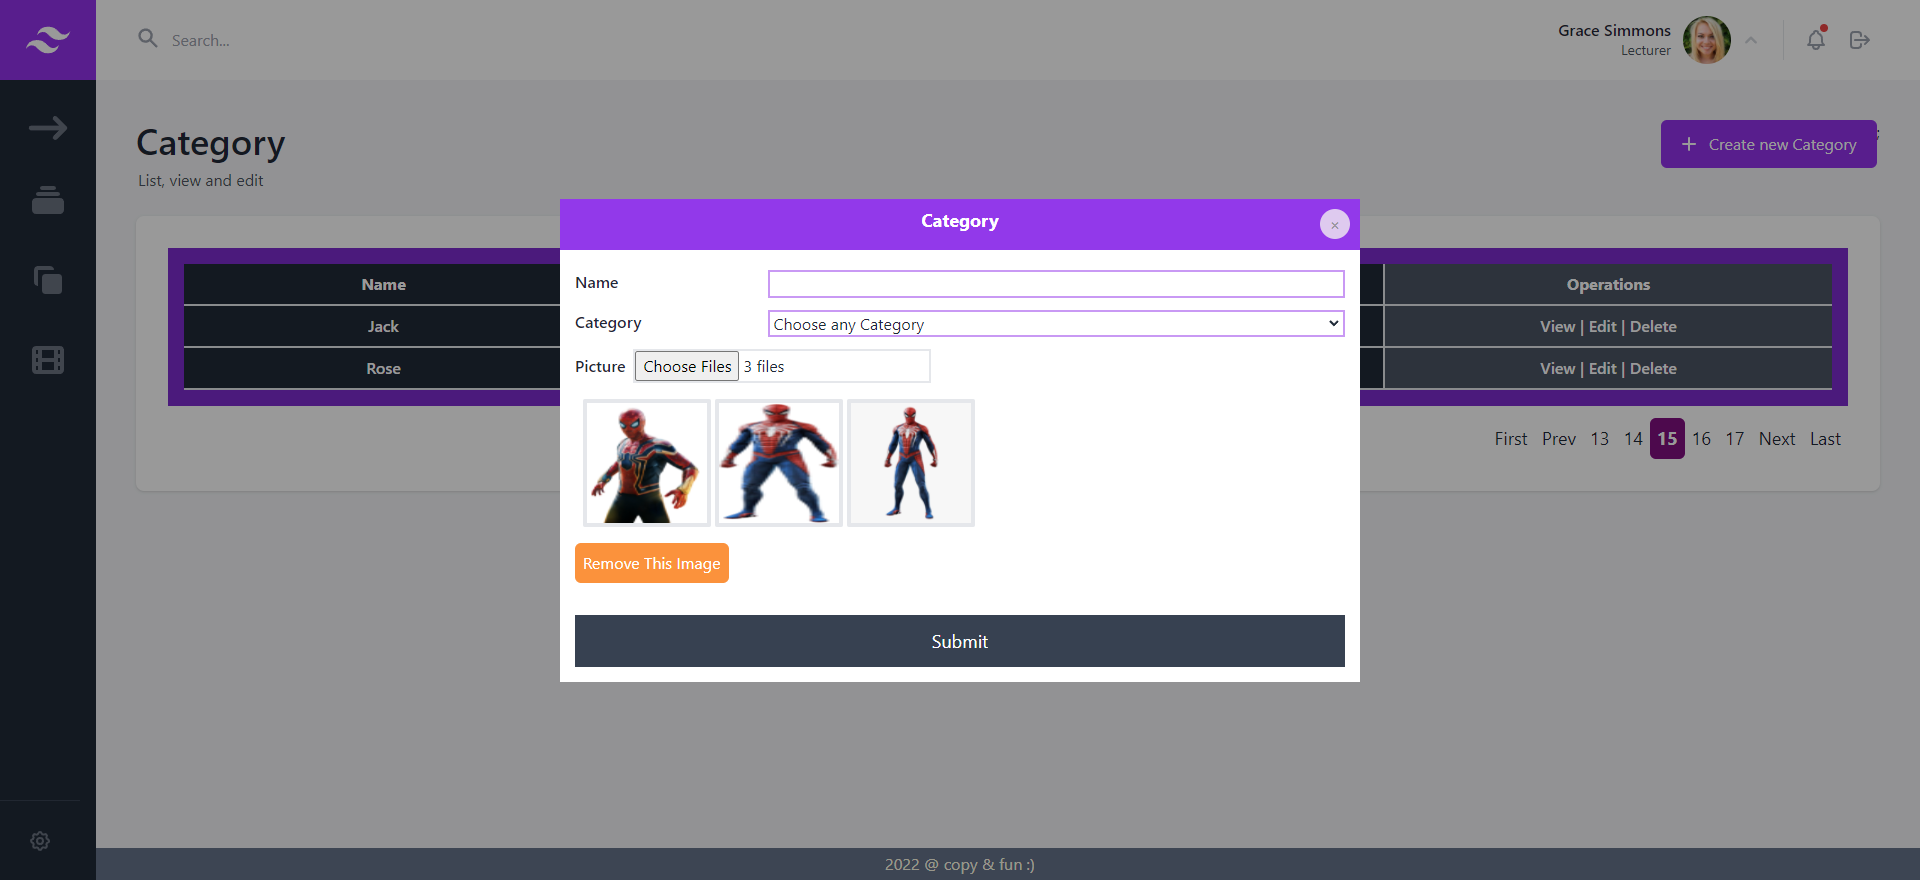 Search...
Grace Simmons
Lecturer
Category
List, view and edit
+ Create new Category
Category
×
Name
Category
Choose any Category
Picture Choose Files 3 files
Remove This Image
Submit
Name Operations
Jack View | Edit | Delete
Rose View | Edit | Delete
First Prev 13 14 15 16 17 Next Last
2022 @ copy & fun :)